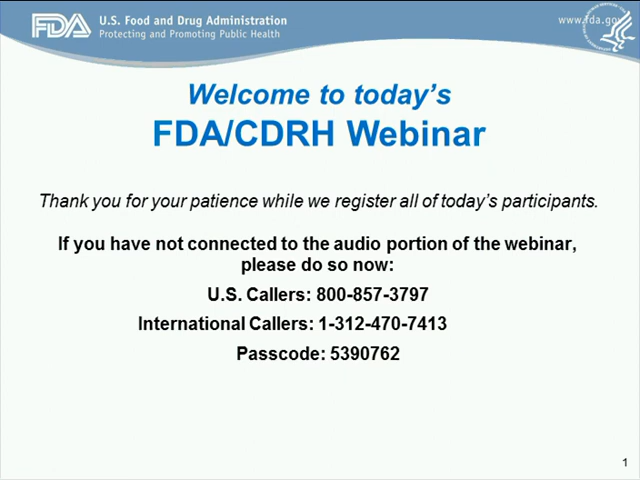 FDA U.S. Food and Drug Administration
Protecting and Promoting Public Health
www.fda.gov
Welcome to today's
FDA/CDRH Webinar
Thank you for your patience while we register all of today's participants.
If you have not connected to the audio portion of the webinar,
please do so now:
U.S. Callers: 800-857-3797
International Callers: 1-312-470-7413
Passcode: 5390762
1